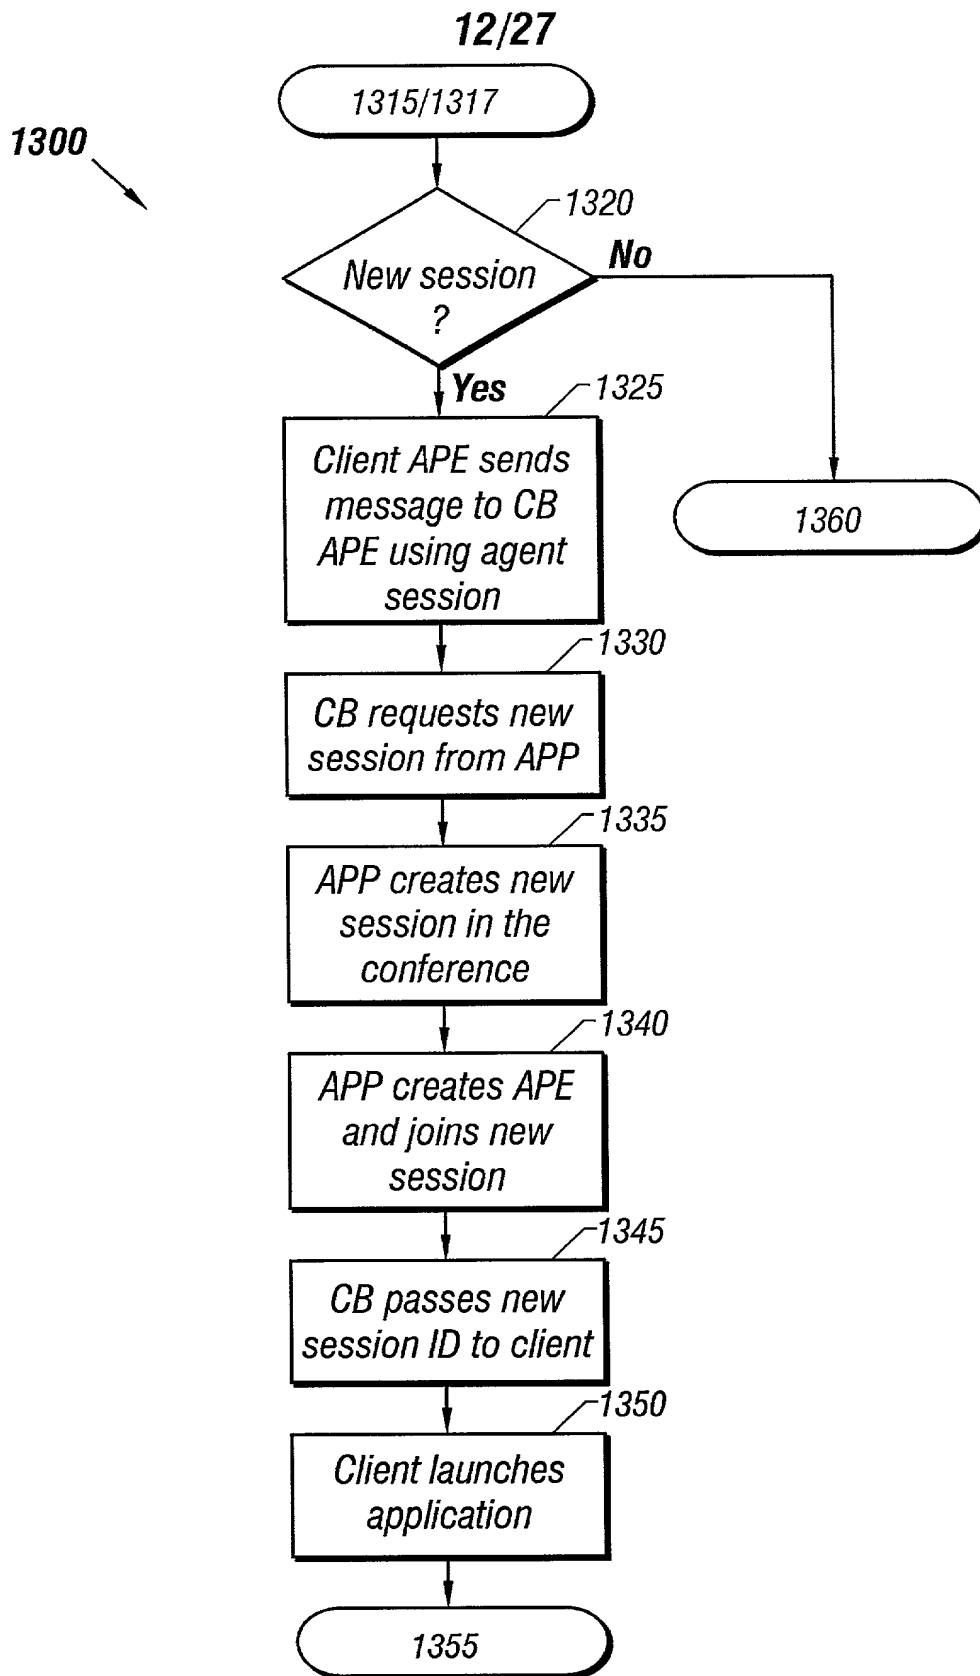 12/27
1315/1317
1300
1320
New session
?
No
Yes
1325
Client APE sends
message to CB
APE using agent
session
1360
1330
CB requests new
session from APP
1335
APP creates new
session in the
conference
1340
APP creates APE
and joins new
session
1345
CB passes new
session ID to client
1350
Client launches
application
1355